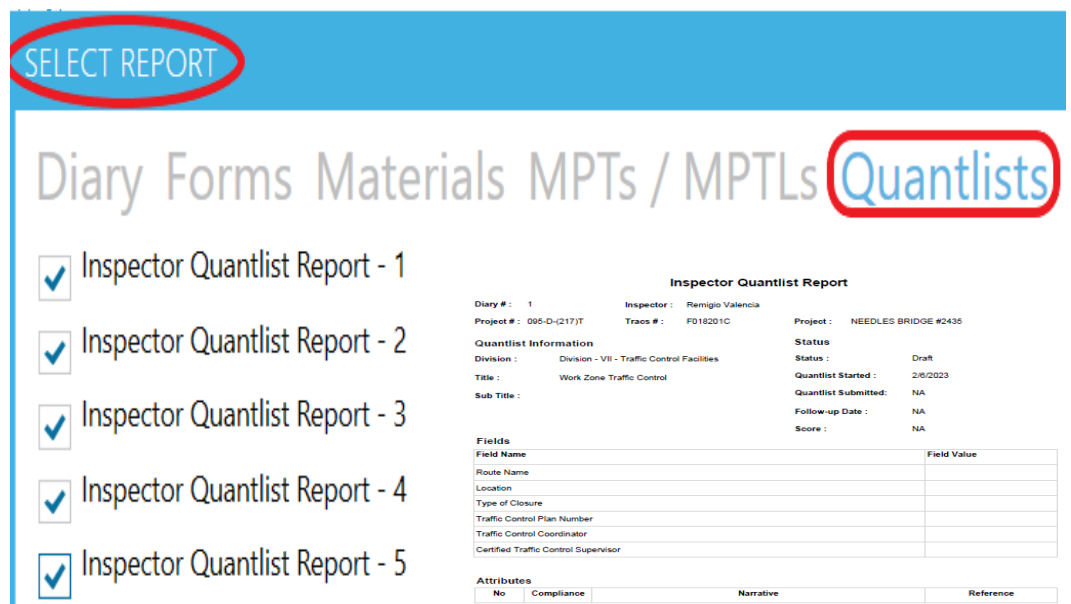 SELECT REPORT
Diary Forms Materials MPTs / MPTLs Quantlists
Inspector Quantlist Report - 1
Inspector Quantlist Report - 2
Inspector Quantlist Report - 3
Inspector Quantlist Report - 4
Inspector Quantlist Report - 5
Inspector Quantlist Report
Diary # : 1 Inspector : Remigio Valencia
Project # : 095-D-(217)T Tracs # : F018201C Project : NEEDLES BRIDGE #2435
Quantlist Information Status
Division : Division - VII - Traffic Control Facilities Status : Draft
Title : Work Zone Traffic Control Quantlist Started : 2/6/2023
Sub Title : Quantlist Submitted: NA
Follow-up Date : NA
Score : NA
Fields
Field Name Field Value
Route Name
Location
Type of Closure
Traffic Control Plan Number
Traffic Control Coordinator
Certified Traffic Control Supervisor
Attributes
No Compliance Narrative Reference